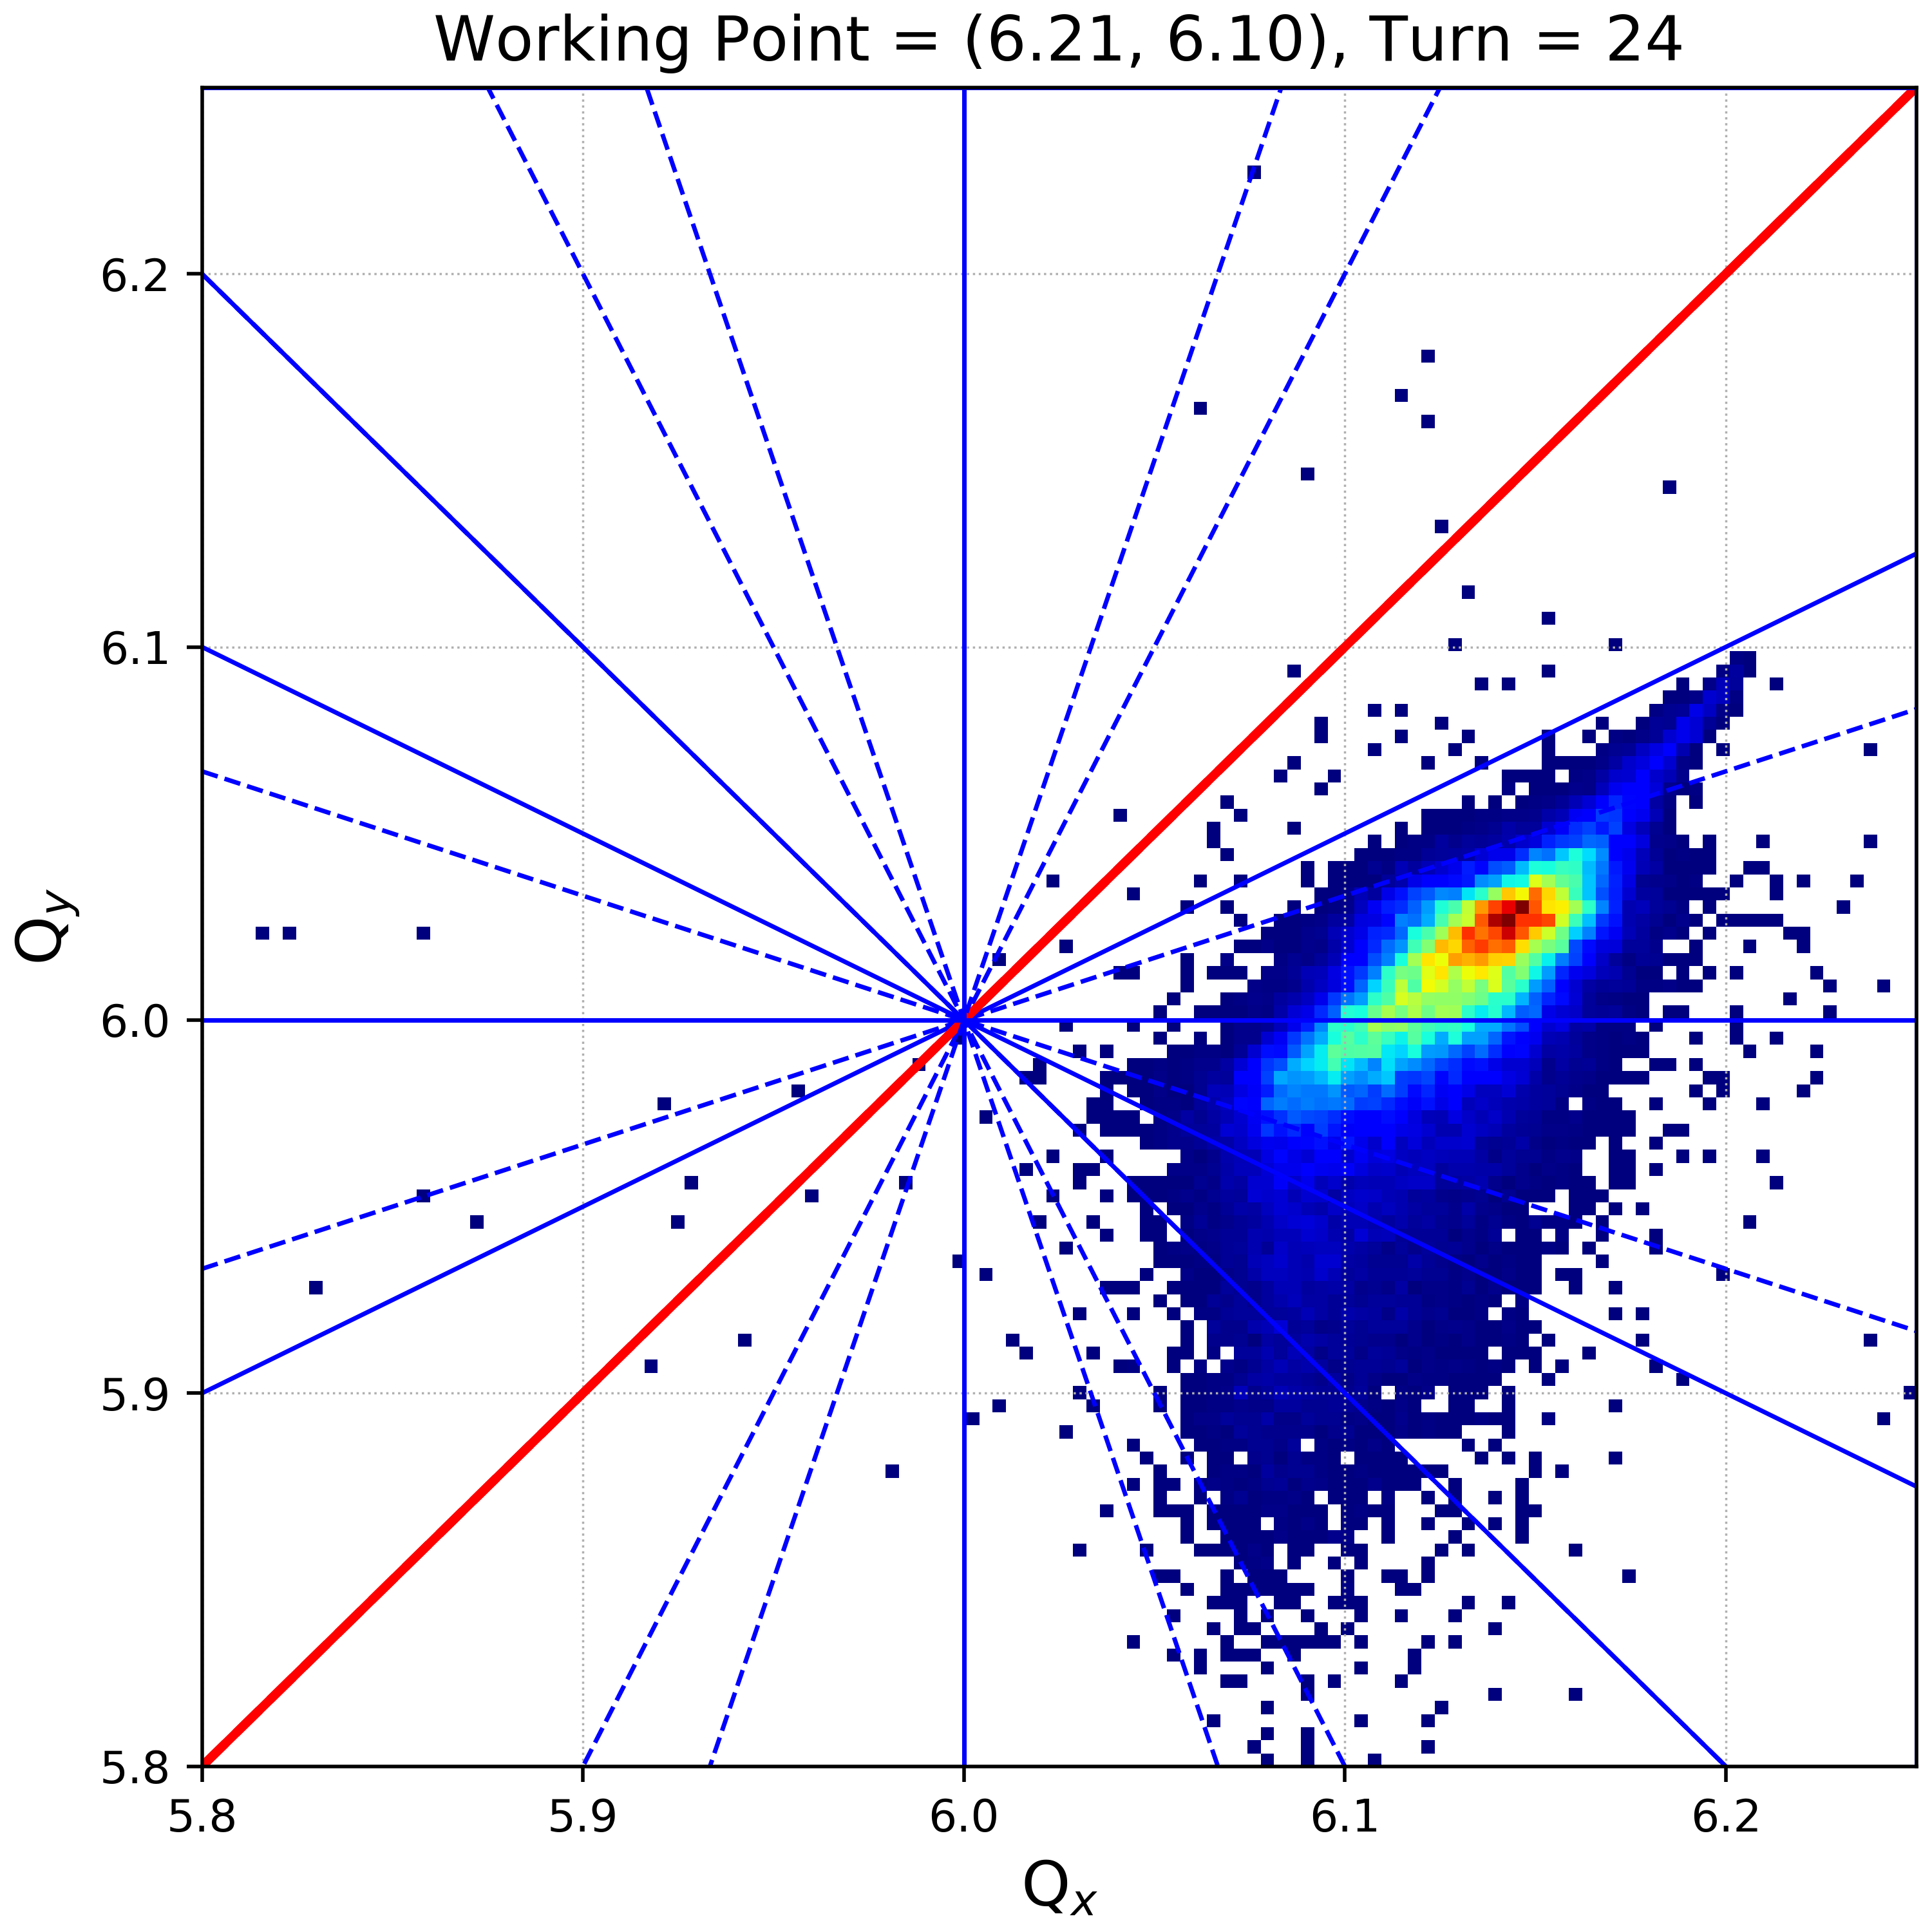 Working Point = (6.21, 6.10), Turn = 24
6.2
6.1
6.0
5.9
5.8
Qy
5.8 5.9 6.0 6.1 6.2
Qx